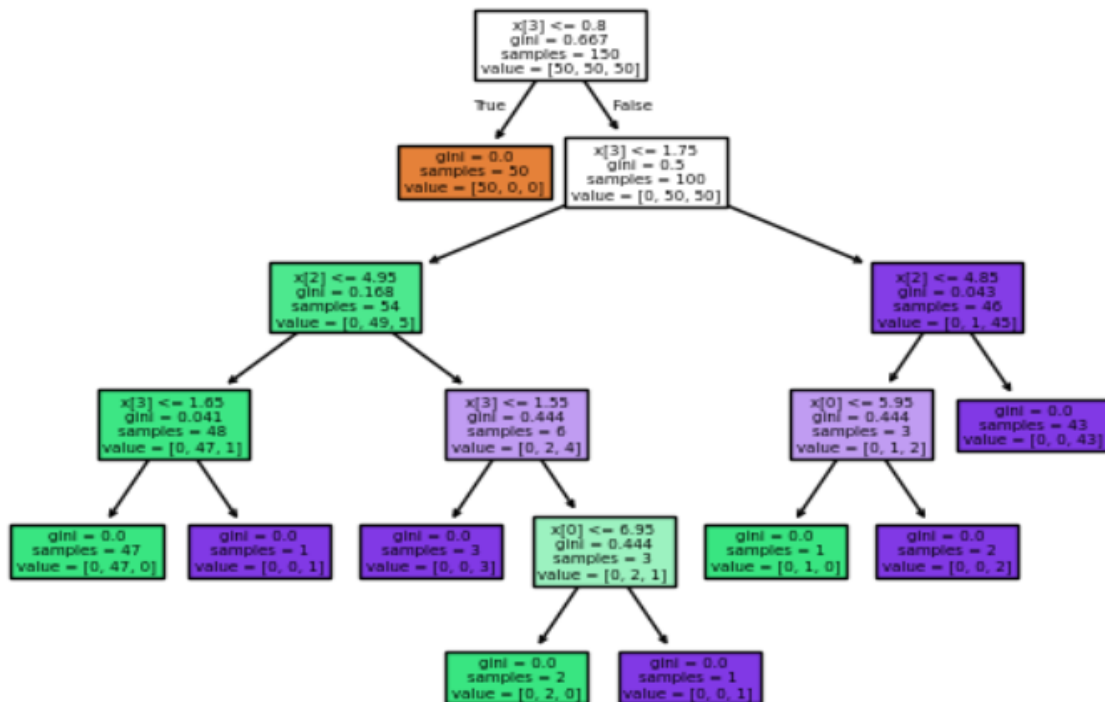 x[3] <= 0.8
gini = 0.667
samples = 150
value = [50, 50, 50]
True
False
gini = 0.0
samples = 50
value = [50, 0, 0]
x[3] <= 1.75
gini = 0.5
samples = 100
value = [0, 50, 50]
x[2] <= 4.95
gini = 0.168
samples = 54
value = [0, 49, 5]
x[2] <= 4.85
gini = 0.043
samples = 46
value = [0, 1, 45]
x[3] <= 1.65
gini = 0.041
samples = 48
value = [0, 47, 1]
x[3] <= 1.55
gini = 0.444
samples = 6
value = [0, 2, 4]
x[0] <= 5.95
gini = 0.444
samples = 3
value = [0, 1, 2]
gini = 0.0
samples = 43
value = [0, 0, 43]
gini = 0.0
samples = 47
value = [0, 47, 0]
gini = 0.0
samples = 1
value = [0, 0, 1]
gini = 0.0
samples = 3
value = [0, 0, 3]
x[0] <= 6.95
gini = 0.444
samples = 3
value = [0, 2, 1]
gini = 0.0
samples = 1
value = [0, 1, 0]
gini = 0.0
samples = 2
value = [0, 0, 2]
gini = 0.0
samples = 2
value = [0, 2, 0]
gini = 0.0
samples = 1
value = [0, 0, 1]